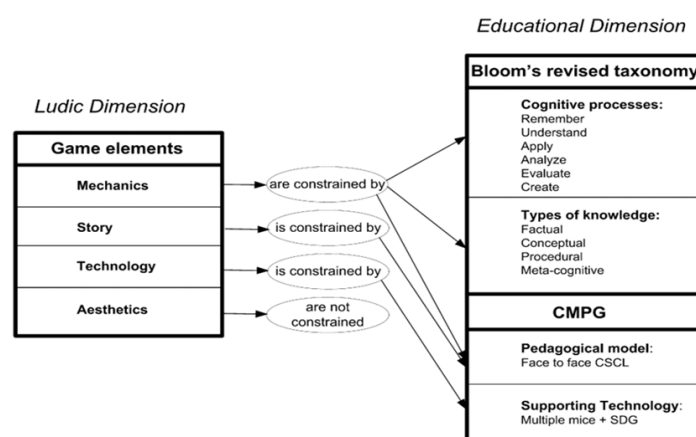 Educational Dimension
Ludic Dimension
Bloom's revised taxonomy
Game elements
Cognitive processes:
Remember
Understand
Apply
Analyze
Evaluate
Create
Mechanics
are constrained by
Story
is constrained by
Types of knowledge:
Factual
Conceptual
Procedural
Meta-cognitive
Technology
is constrained by
Aesthetics
are not
constrained
CMPG
Pedagogical model:
Face to face CSCL
Supporting Technology:
Multiple mice + SDG